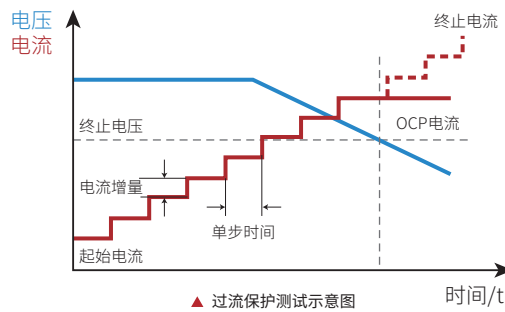 电压
电流
终止电流
终止电压
OCP电流
电流增量
单步时间
起始电流
时间/t
▲ 过流保护测试示意图